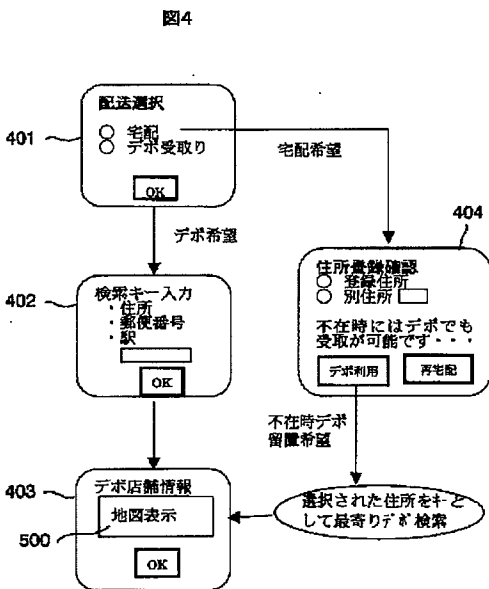 図4
401
配送選択
宅配
デポ受取り
OK
宅配希望
デポ希望
402
検索キー入力
・住所
・郵便番号
・駅
OK
404
住所登録確認
登録住所
別住所
不在時にはデポでも
受取が可能です・・・
デポ利用
再宅配
不在時デポ
留置希望
403
デポ店舗情報
地図表示
500
OK
選択された住所をキーと
して最寄りデポ検索